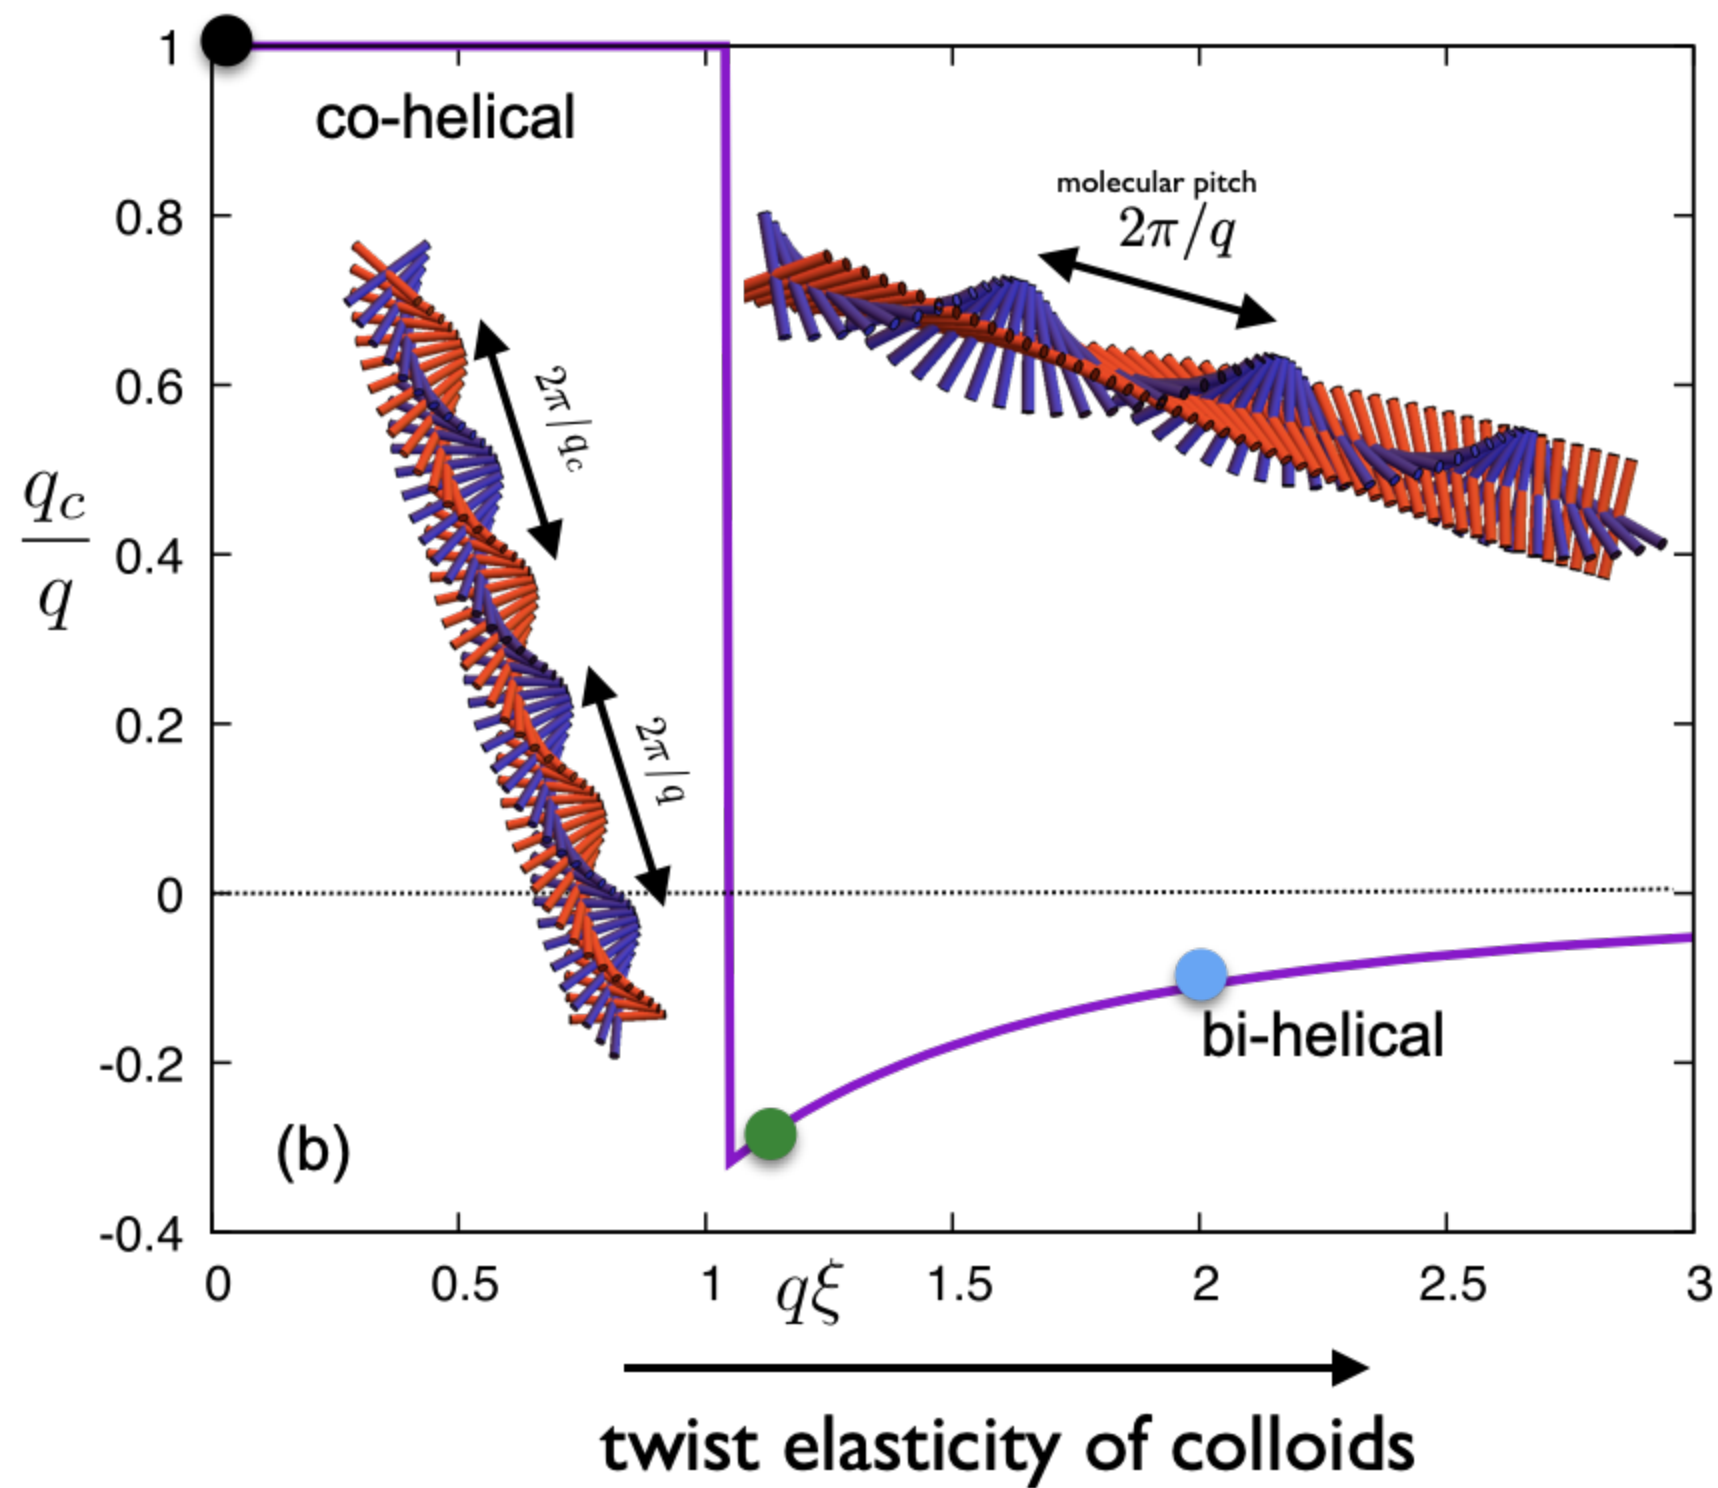 1
co-helical
molecular pitch
2π/q
0.8
2π/q_c
0.6
q_c
q
0.4
0.2
2π/q
0
bi-helical
-0.2
(b)
-0.4
0 0.5 1 qξ 1.5 2 2.5 3
twist elasticity of colloids